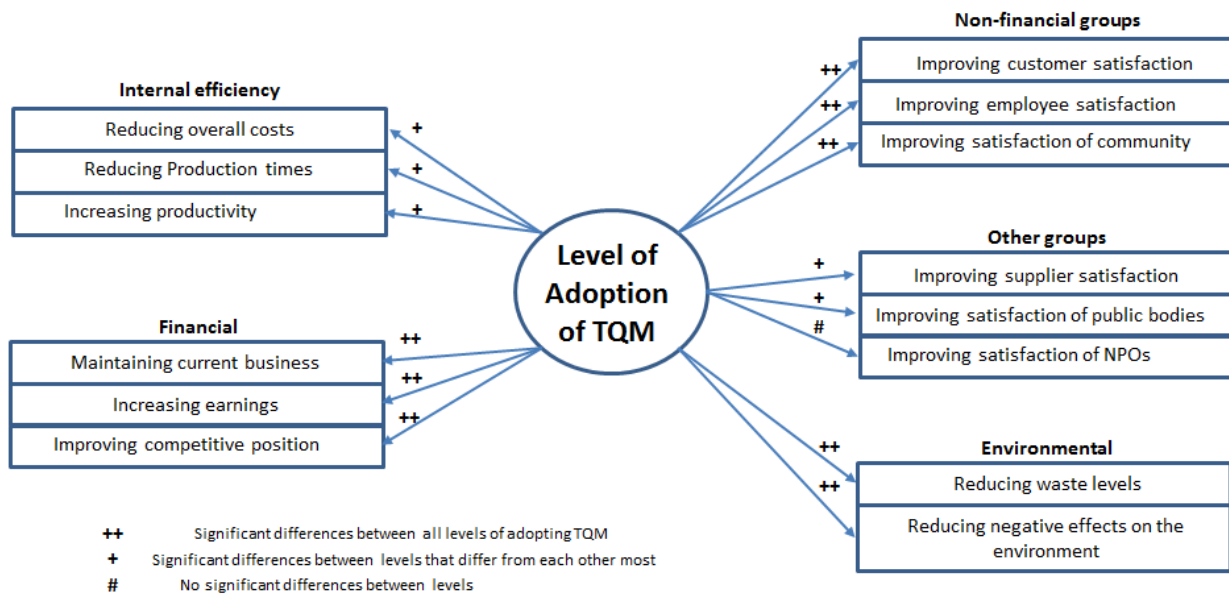 Non-financial groups
++
Improving customer satisfaction
++
Improving employee satisfaction
++
Improving satisfaction of community
Internal efficiency
Reducing overall costs
+
Reducing Production times
+
Increasing productivity
+
Level of
Adoption
of TQM
Other groups
+
Improving supplier satisfaction
+
Improving satisfaction of public bodies
#
Improving satisfaction of NPOs
Financial
++
Maintaining current business
++
Increasing earnings
++
Improving competitive position
Environmental
++
Reducing waste levels
++
Reducing negative effects on the
environment
++ Significant differences between all levels of adopting TQM
+ Significant differences between levels that differ from each other most
# No significant differences between levels